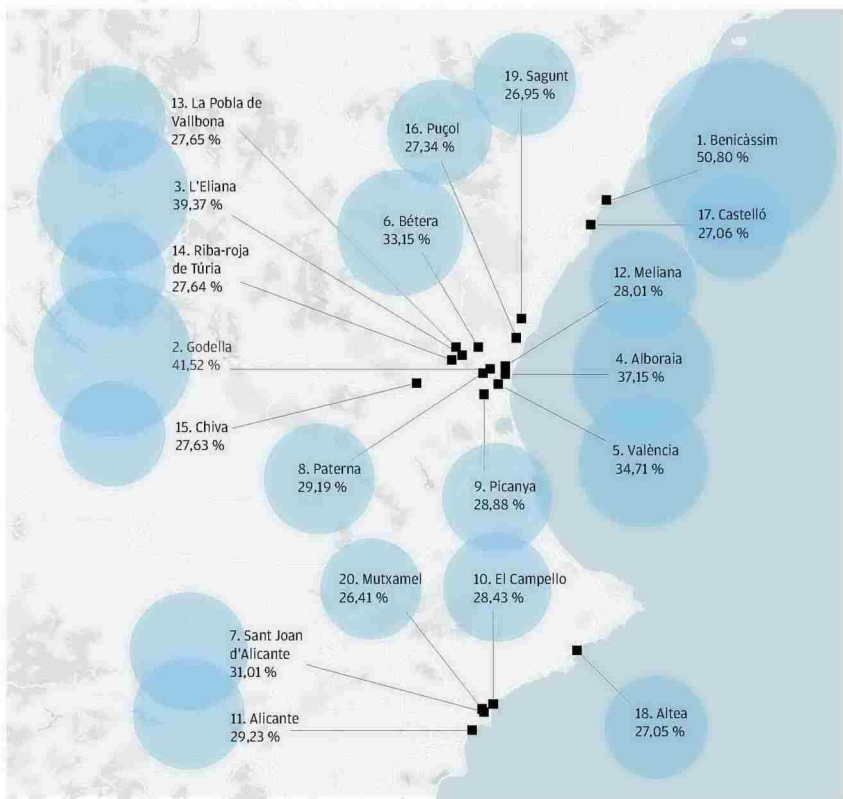 19. Sagunt
26,95 %
13. La Pobla de
Vallbona
27,65 %
16. Puçol
27,34 %
1. Benicàssim
50,80 %
3. L'Eliana
39,37 %
6. Bétera
33,15 %
17. Castelló
27,06 %
14. Riba-roja
de Túria
27,64 %
12. Meliana
28,01 %
2. Godella
41,52 %
4. Alboraia
37,15 %
15. Chiva
27,63 %
8. Paterna
29,19 %
9. Picanya
28,88 %
5. València
34,71 %
20. Mutxamel
26,41 %
10. El Campello
28,43 %
7. Sant Joan
d'Alicante
31,01 %
11. Alicante
29,23 %
18. Altea
27,05 %